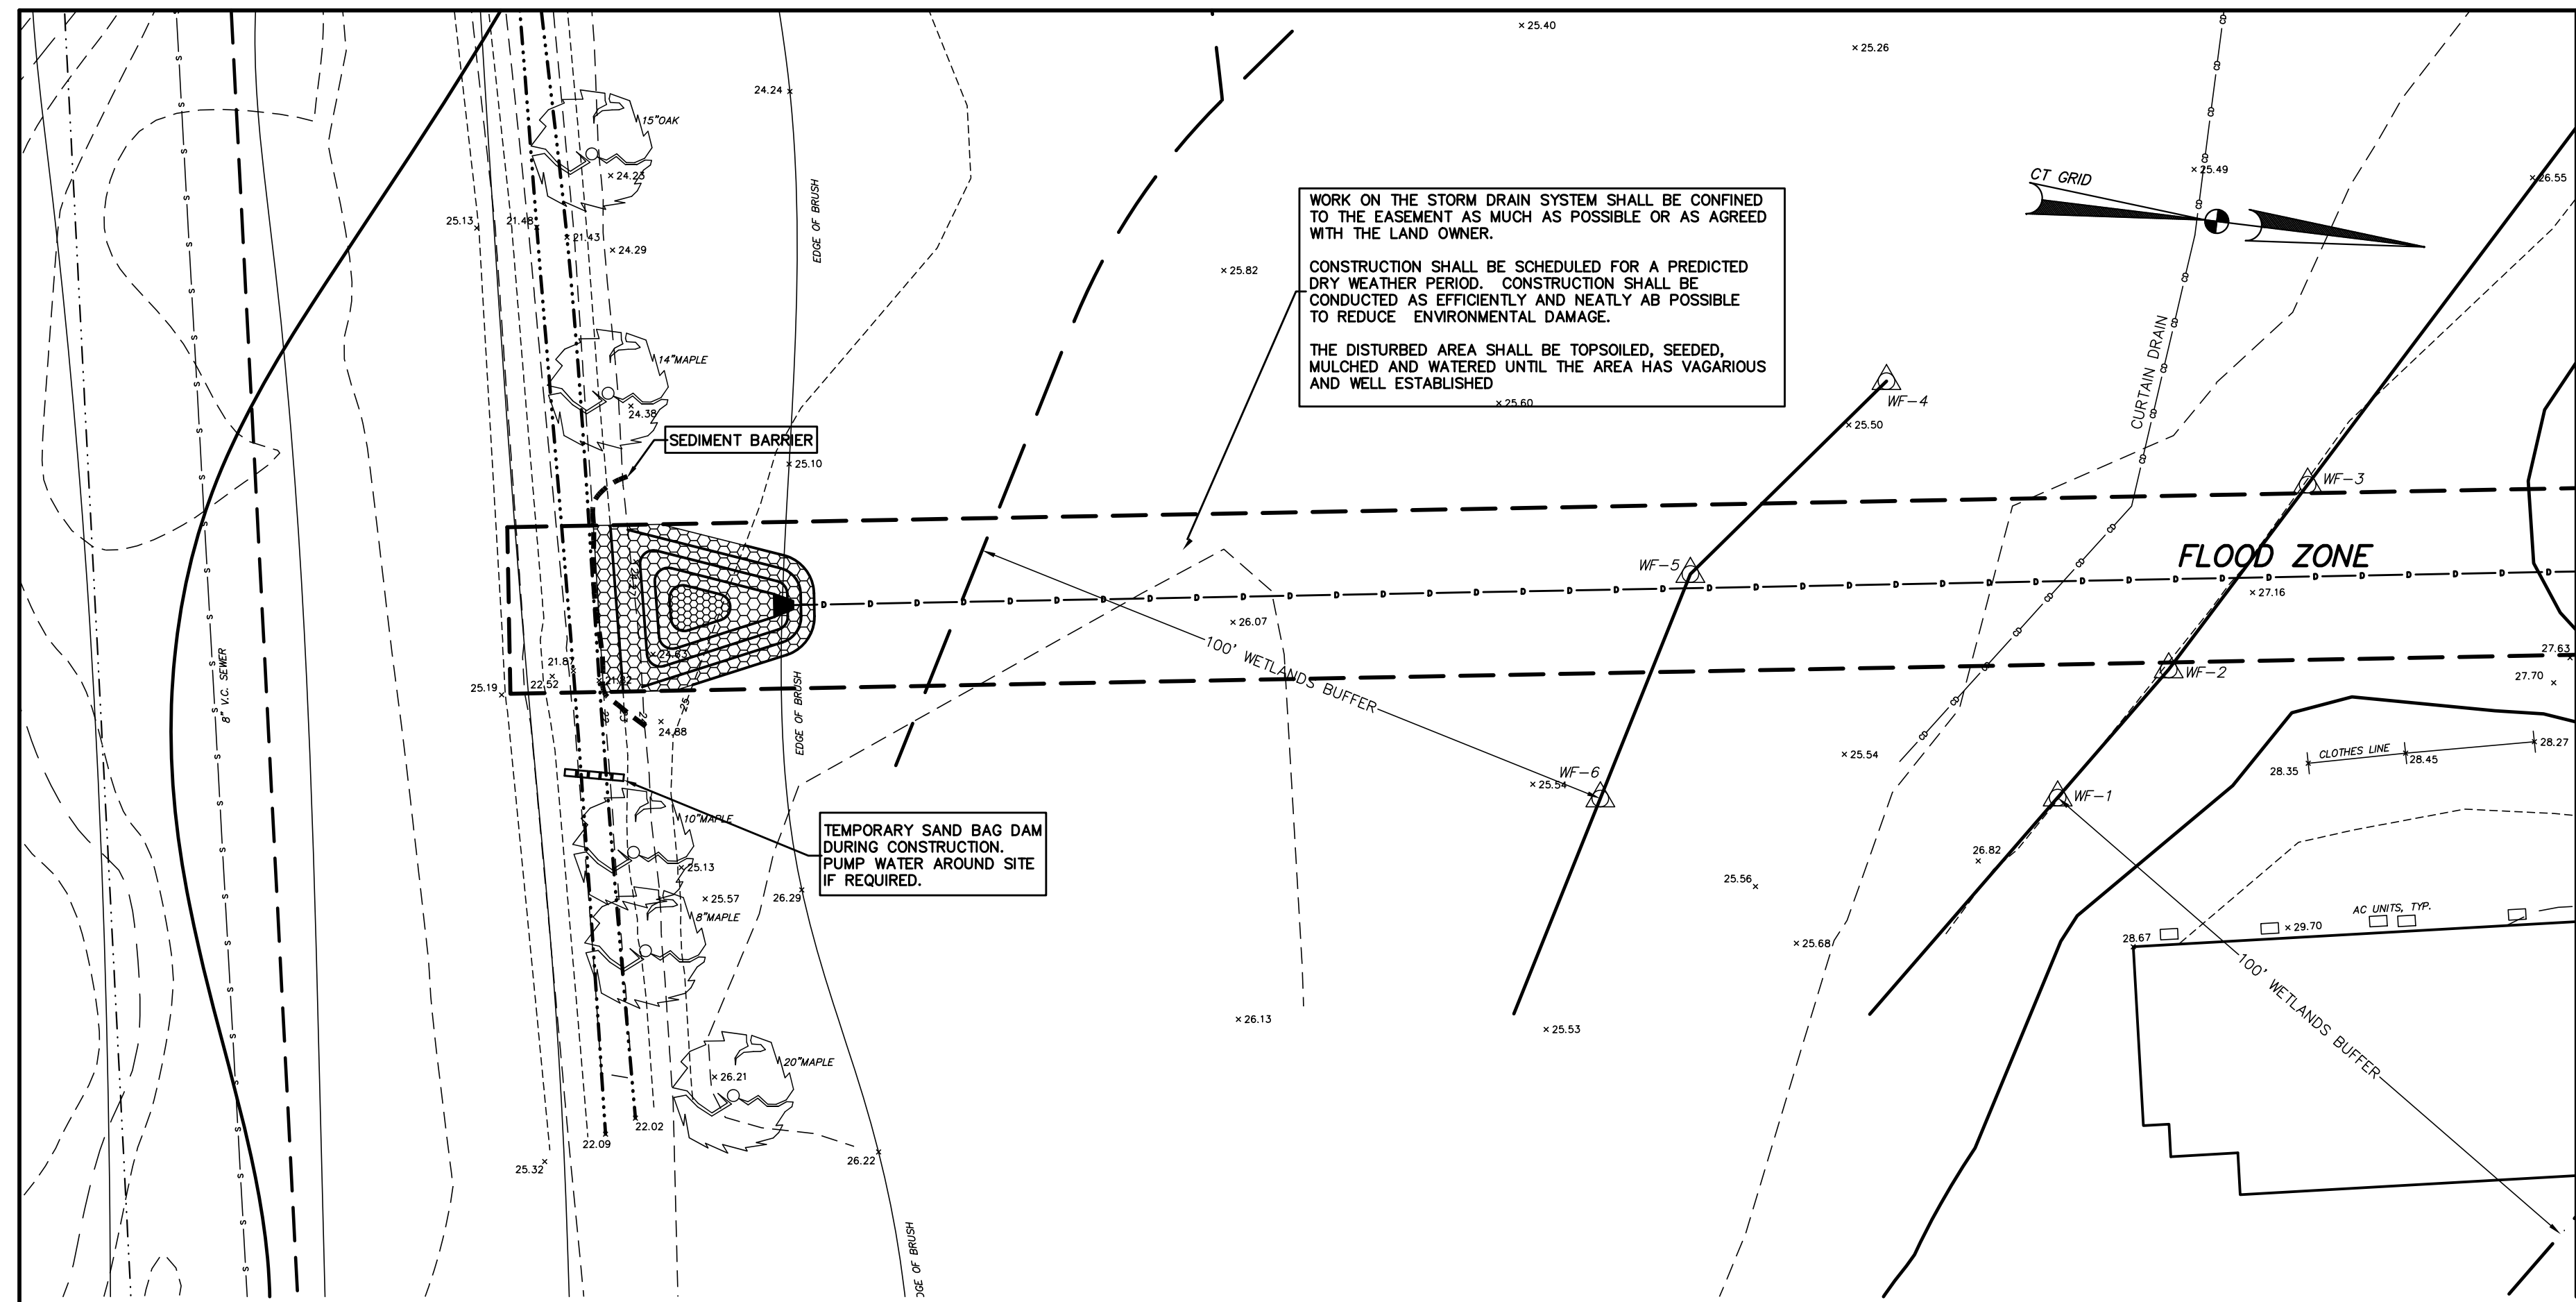 25.40
25.26
24.24
15"OAK
24.23
25.13
21.48
21.43
24.29
EDGE OF BRUSH
25.82
WORK ON THE STORM DRAIN SYSTEM SHALL BE CONFINED
TO THE EASEMENT AS MUCH AS POSSIBLE OR AS AGREED
WITH THE LAND OWNER.
CONSTRUCTION SHALL BE SCHEDULED FOR A PREDICTED
DRY WEATHER PERIOD. CONSTRUCTION SHALL BE
CONDUCTED AS EFFICIENTLY AND NEATLY AB POSSIBLE
TO REDUCE ENVIRONMENTAL DAMAGE.
THE DISTURBED AREA SHALL BE TOPSOILED, SEEDED,
MULCHED AND WATERED UNTIL THE AREA HAS VAGARIOUS
AND WELL ESTABLISHED
25.60
CT GRID
25.49
26.55
CURTAIN DRAIN
14"MAPLE
24.38
SEDIMENT BARRIER
25.10
WF-4
25.50
WF-3
WF-5
FLOOD ZONE
27.16
26.07
100' WETLANDS BUFFER
24.63
21.87
22.52
25.19
8" V.C. SEWER
25
24.88
EDGE OF BRUSH
WF-2
27.63
27.70
CLOTHES LINE
28.27
28.45
28.35
25.54
WF-6
25.54
WF-1
10"MAPLE
TEMPORARY SAND BAG DAM
DURING CONSTRUCTION.
PUMP WATER AROUND SITE
IF REQUIRED.
25.13
25.57
26.29
8"MAPLE
26.82
25.56
AC UNITS, TYP.
29.70
28.67
25.68
100' WETLANDS BUFFER
26.13
25.53
20"MAPLE
26.21
22.02
22.09
25.32
26.22
EDGE OF BRUSH